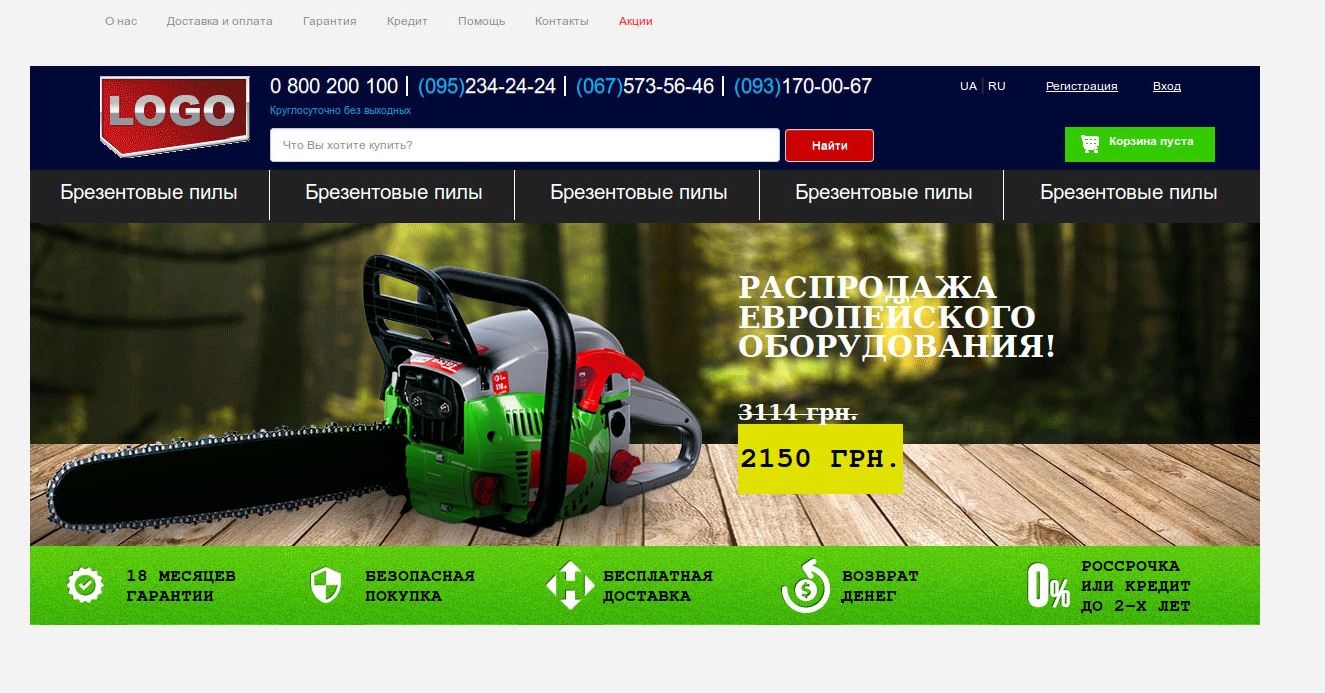 О нас Доставка и оплата Гарантия Кредит Помощь Контакты Акции
LOGO
0 800 200 100 (095)234-24-24 (067)573-56-46 (093)170-00-67
UA RU Регистрация Вход
Круглосуточно без выходных
Что Вы хотите купить? Найти Корзина пуста
Брезентовые пилы Брезентовые пилы Брезентовые пилы Брезентовые пилы Брезентовые пилы
РАСПРОДАЖА
ЕВРОПЕЙСКОГО
ОБОРУДОВАНИЯ!
3114 грн.
2150 ГРН.
18 МЕСЯЦЕВ
ГАРАНТИИ
БЕЗОПАСНАЯ
ПОКУПКА
БЕСПЛАТНАЯ
ДОСТАВКА
$
ВОЗВРАТ
ДЕНЕГ
0%
РОССРОЧКА
ИЛИ КРЕДИТ
ДО 2-Х ЛЕТ